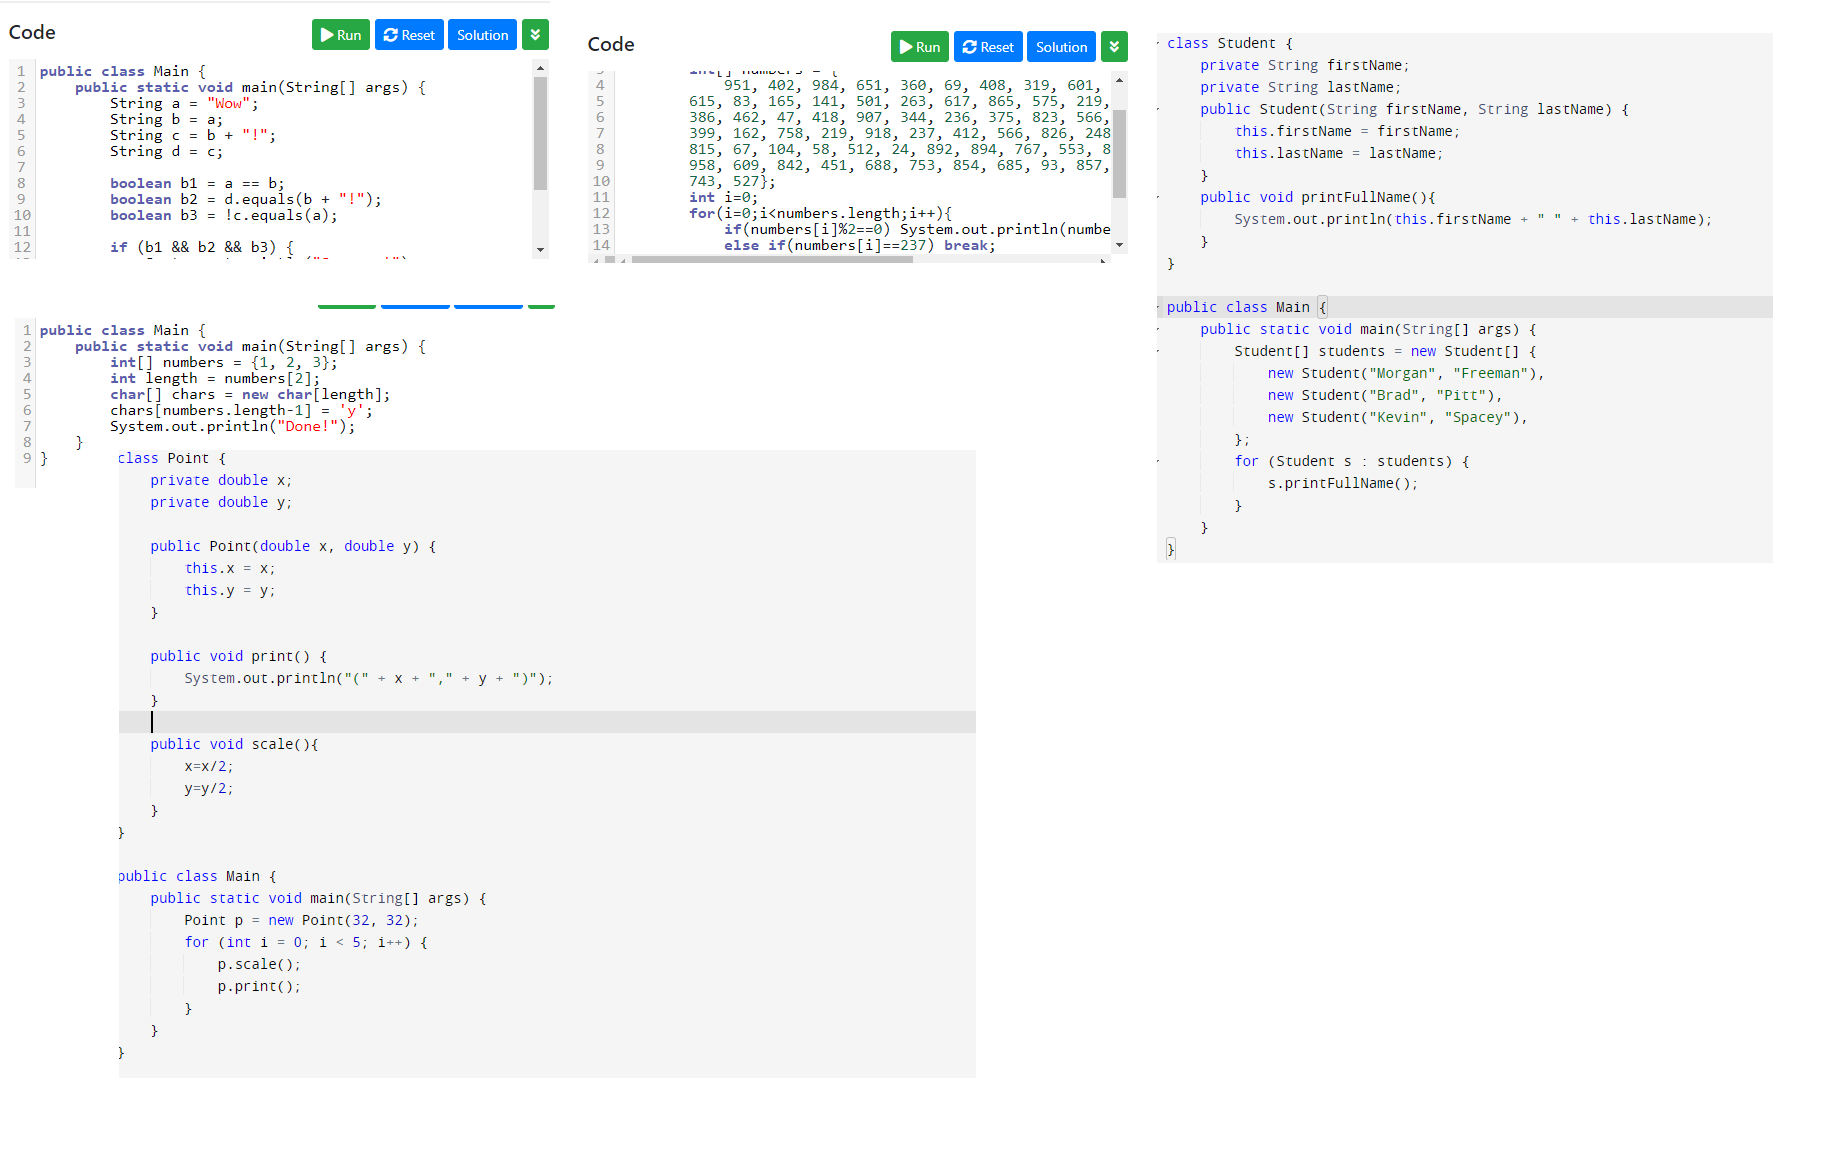 Code
Run Reset Solution
1 public class Main {
2 public static void main(String[] args) {
3 String a = "Wow";
4 String b = a;
5 String c = b + "!";
6 String d = c;
7
8 boolean b1 = a == b;
9 boolean b2 = d.equals(b + "!");
10 boolean b3 = !c.equals(a);
11
12 if (b1 && b2 && b3) {
1 public class Main {
2 public static void main(String[] args) {
3 int[] numbers = {1, 2, 3};
4 int length = numbers[2];
5 char[] chars = new char[length];
6 chars[numbers.length-1] = 'y';
7 System.out.println("Done!");
8 }
9 }
class Point {
private double x;
private double y;
public Point(double x, double y) {
this.x = x;
this.y = y;
}
public void print() {
System.out.println("(" + x + "," + y + ")");
}
public void scale(){
x=x/2;
y=y/2;
}
}
public class Main {
public static void main(String[] args) {
Point p = new Point(32, 32);
for (int i = 0; i < 5; i++) {
p.scale();
p.print();
}
}
}
Code
Run Reset Solution
4 951, 402, 984, 651, 360, 69, 408, 319, 601,
5 615, 83, 165, 141, 501, 263, 617, 865, 575, 219,
6 386, 462, 47, 418, 907, 344, 236, 375, 823, 566,
7 399, 162, 758, 219, 918, 237, 412, 566, 826, 248
8 815, 67, 104, 58, 512, 24, 892, 894, 767, 553, 8
9 958, 609, 842, 451, 688, 753, 854, 685, 93, 857,
10 743, 527};
11 int i=0;
12 for(i=0;i<numbers.length;i++){
13 if(numbers[i]%2==0) System.out.println(numbe
14 else if(numbers[i]==237) break;
class Student {
private String firstName;
private String lastName;
public Student(String firstName, String lastName) {
this.firstName = firstName;
this.lastName = lastName;
}
public void printFullName(){
System.out.println(this.firstName + " " + this.lastName);
}
}
public class Main {
public static void main(String[] args) {
Student[] students = new Student[] {
new Student("Morgan", "Freeman"),
new Student("Brad", "Pitt"),
new Student("Kevin", "Spacey"),
};
for (Student s : students) {
s.printFullName();
}
}
}